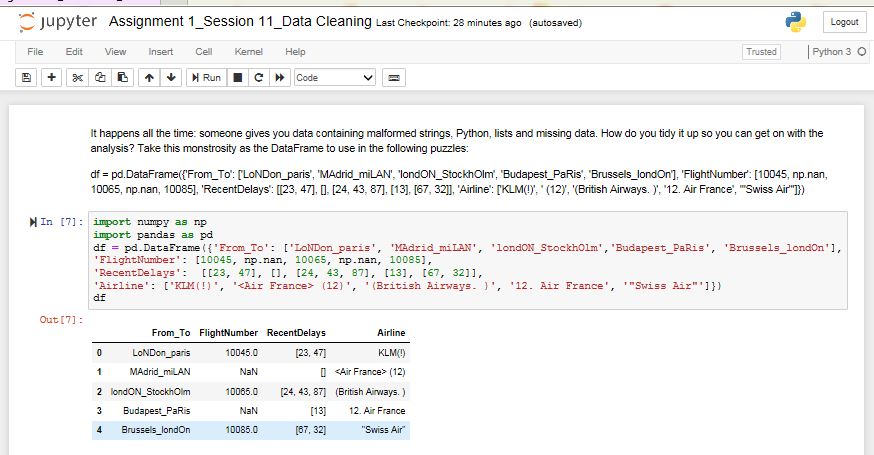 jupyter Assignment 1_Session 11_Data Cleaning Last Checkpoint: 28 minutes ago (autosaved) Logout
File Edit View Insert Cell Kernel Help Trusted Python 3
Run Code
It happens all the time: someone gives you data containing malformed strings, Python, lists and missing data. How do you tidy it up so you can get on with the
analysis? Take this monstrosity as the DataFrame to use in the following puzzles:
df = pd.DataFrame({'From_To': ['LoNDon_paris', 'MAdrid_miLAN', 'londON_StockhOlm', 'Budapest_PaRis', 'Brussels_londOn'], 'FlightNumber': [10045, np.nan,
10065, np.nan, 10085], 'RecentDelays': [[23, 47], [], [24, 43, 87], [13], [67, 32]], 'Airline': ['KLM(!)', ' (12)', '(British Airways. )', '12. Air France', '"Swiss Air"']})
In [7]: import numpy as np
import pandas as pd
df = pd.DataFrame({'From_To': ['LoNDon_paris', 'MAdrid_miLAN', 'londON_StockhOlm','Budapest_PaRis', 'Brussels_londOn'],
'FlightNumber': [10045, np.nan, 10065, np.nan, 10085],
'RecentDelays': [[23, 47], [], [24, 43, 87], [13], [67, 32]],
'Airline': ['KLM(!)', '<Air France> (12)', '(British Airways. )', '12. Air France', '"Swiss Air"']})
df
Out[7]:
From_To FlightNumber RecentDelays Airline
0 LoNDon_paris 10045.0 [23, 47] KLM(!)
1 MAdrid_miLAN NaN [] <Air France> (12)
2 londON_StockhOlm 10065.0 [24, 43, 87] (British Airways. )
3 Budapest_PaRis NaN [13] 12. Air France
4 Brussels_londOn 10085.0 [67, 32] "Swiss Air"